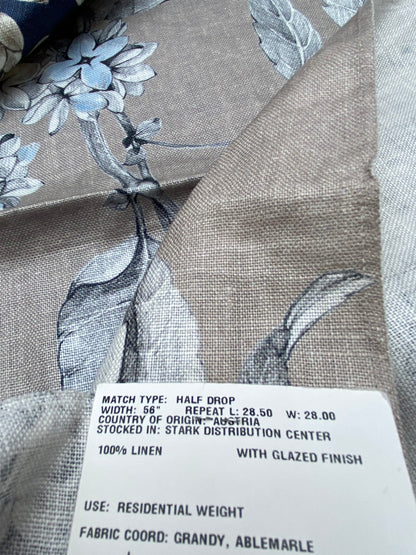 MATCH TYPE: HALF DROP
WIDTH: 56" REPEAT L: 28.50 W: 28.00
COUNTRY OF ORIGIN: AUSTRIA
STOCKED IN: STARK DISTRIBUTION CENTER
100% LINEN WITH GLAZED FINISH
USE: RESIDENTIAL WEIGHT
FABRIC COORD: GRANDY, ABLEMARLE